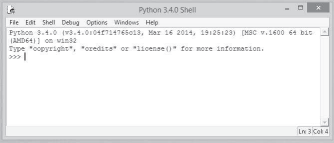 Python 3.4.0 Shell
File Edit Shell Debug Options Windows Help
Python 3.4.0 (v3.4.0:04f714765c13, Mar 16 2014, 19:25:23) [MSC v.1600 64 bit
(AMD64)] on win32
Type "copyright", "credits" or "license()" for more information.
>>>
Ln: 3 Col: 4